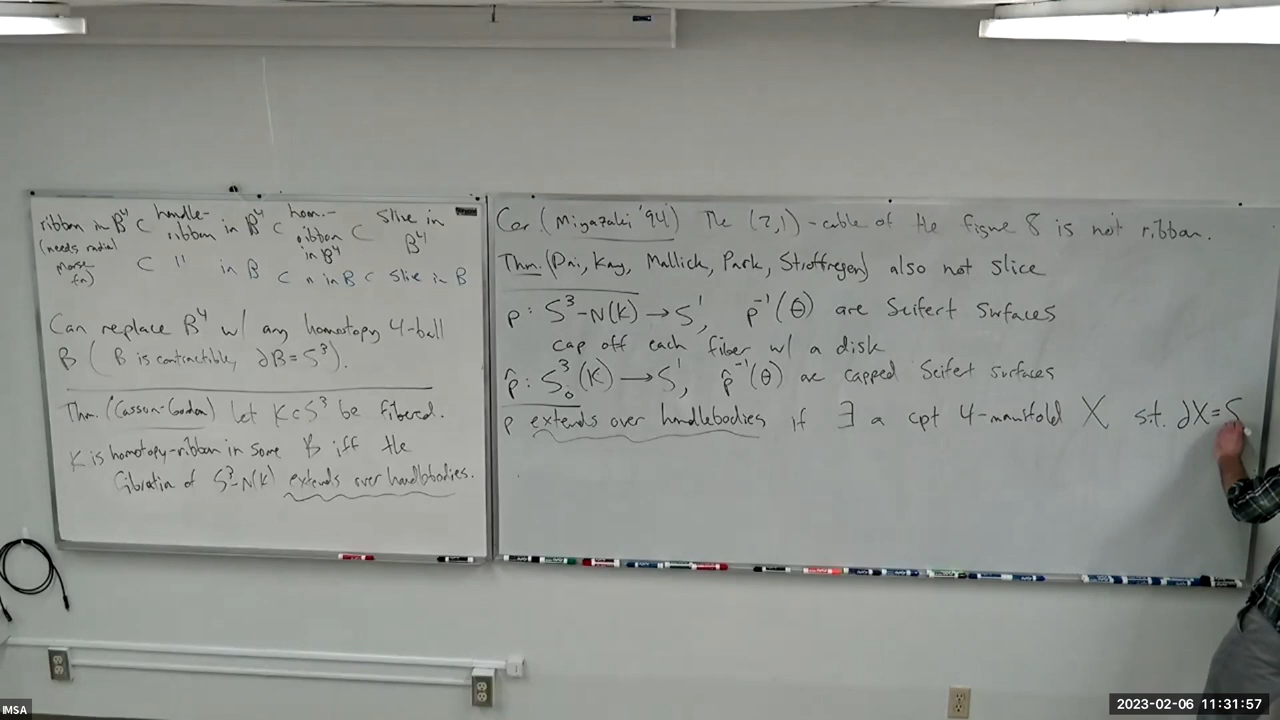 ribbon in B⁴ ⊂ handle-ribbon in B⁴ ⊂ hom.-ribbon in B⁴ ⊂ slice in B⁴
(needs radial morse fn)
⊂ " in B ⊂ " in B ⊂ slice in B
Can replace B⁴ w/ any homotopy 4-ball
B (B is contractible, ∂B=S³).
Thm. (Casson-Gordon) Let K⊂S³ be fibered.
K is homotopy-ribbon in some B iff the
fibration of S³-N(K) extends over handlebodies.
Cor (Miyazaki '94) The (2,1)-cable of the figure 8 is not ribbon.
Thm. (Dai, Kang, Mallick, Park, Stoffregen) also not slice
p: S³-N(K) → S¹, p⁻¹(θ) are Seifert surfaces
cap off each fiber w/ a disk
p̂: S³₀(K) → S¹, p̂⁻¹(θ) are capped Seifert surfaces
p extends over handlebodies if ∃ a cpt 4-manifold X s.t. ∂X=S
IMSA
2023-02-06 11:31:57